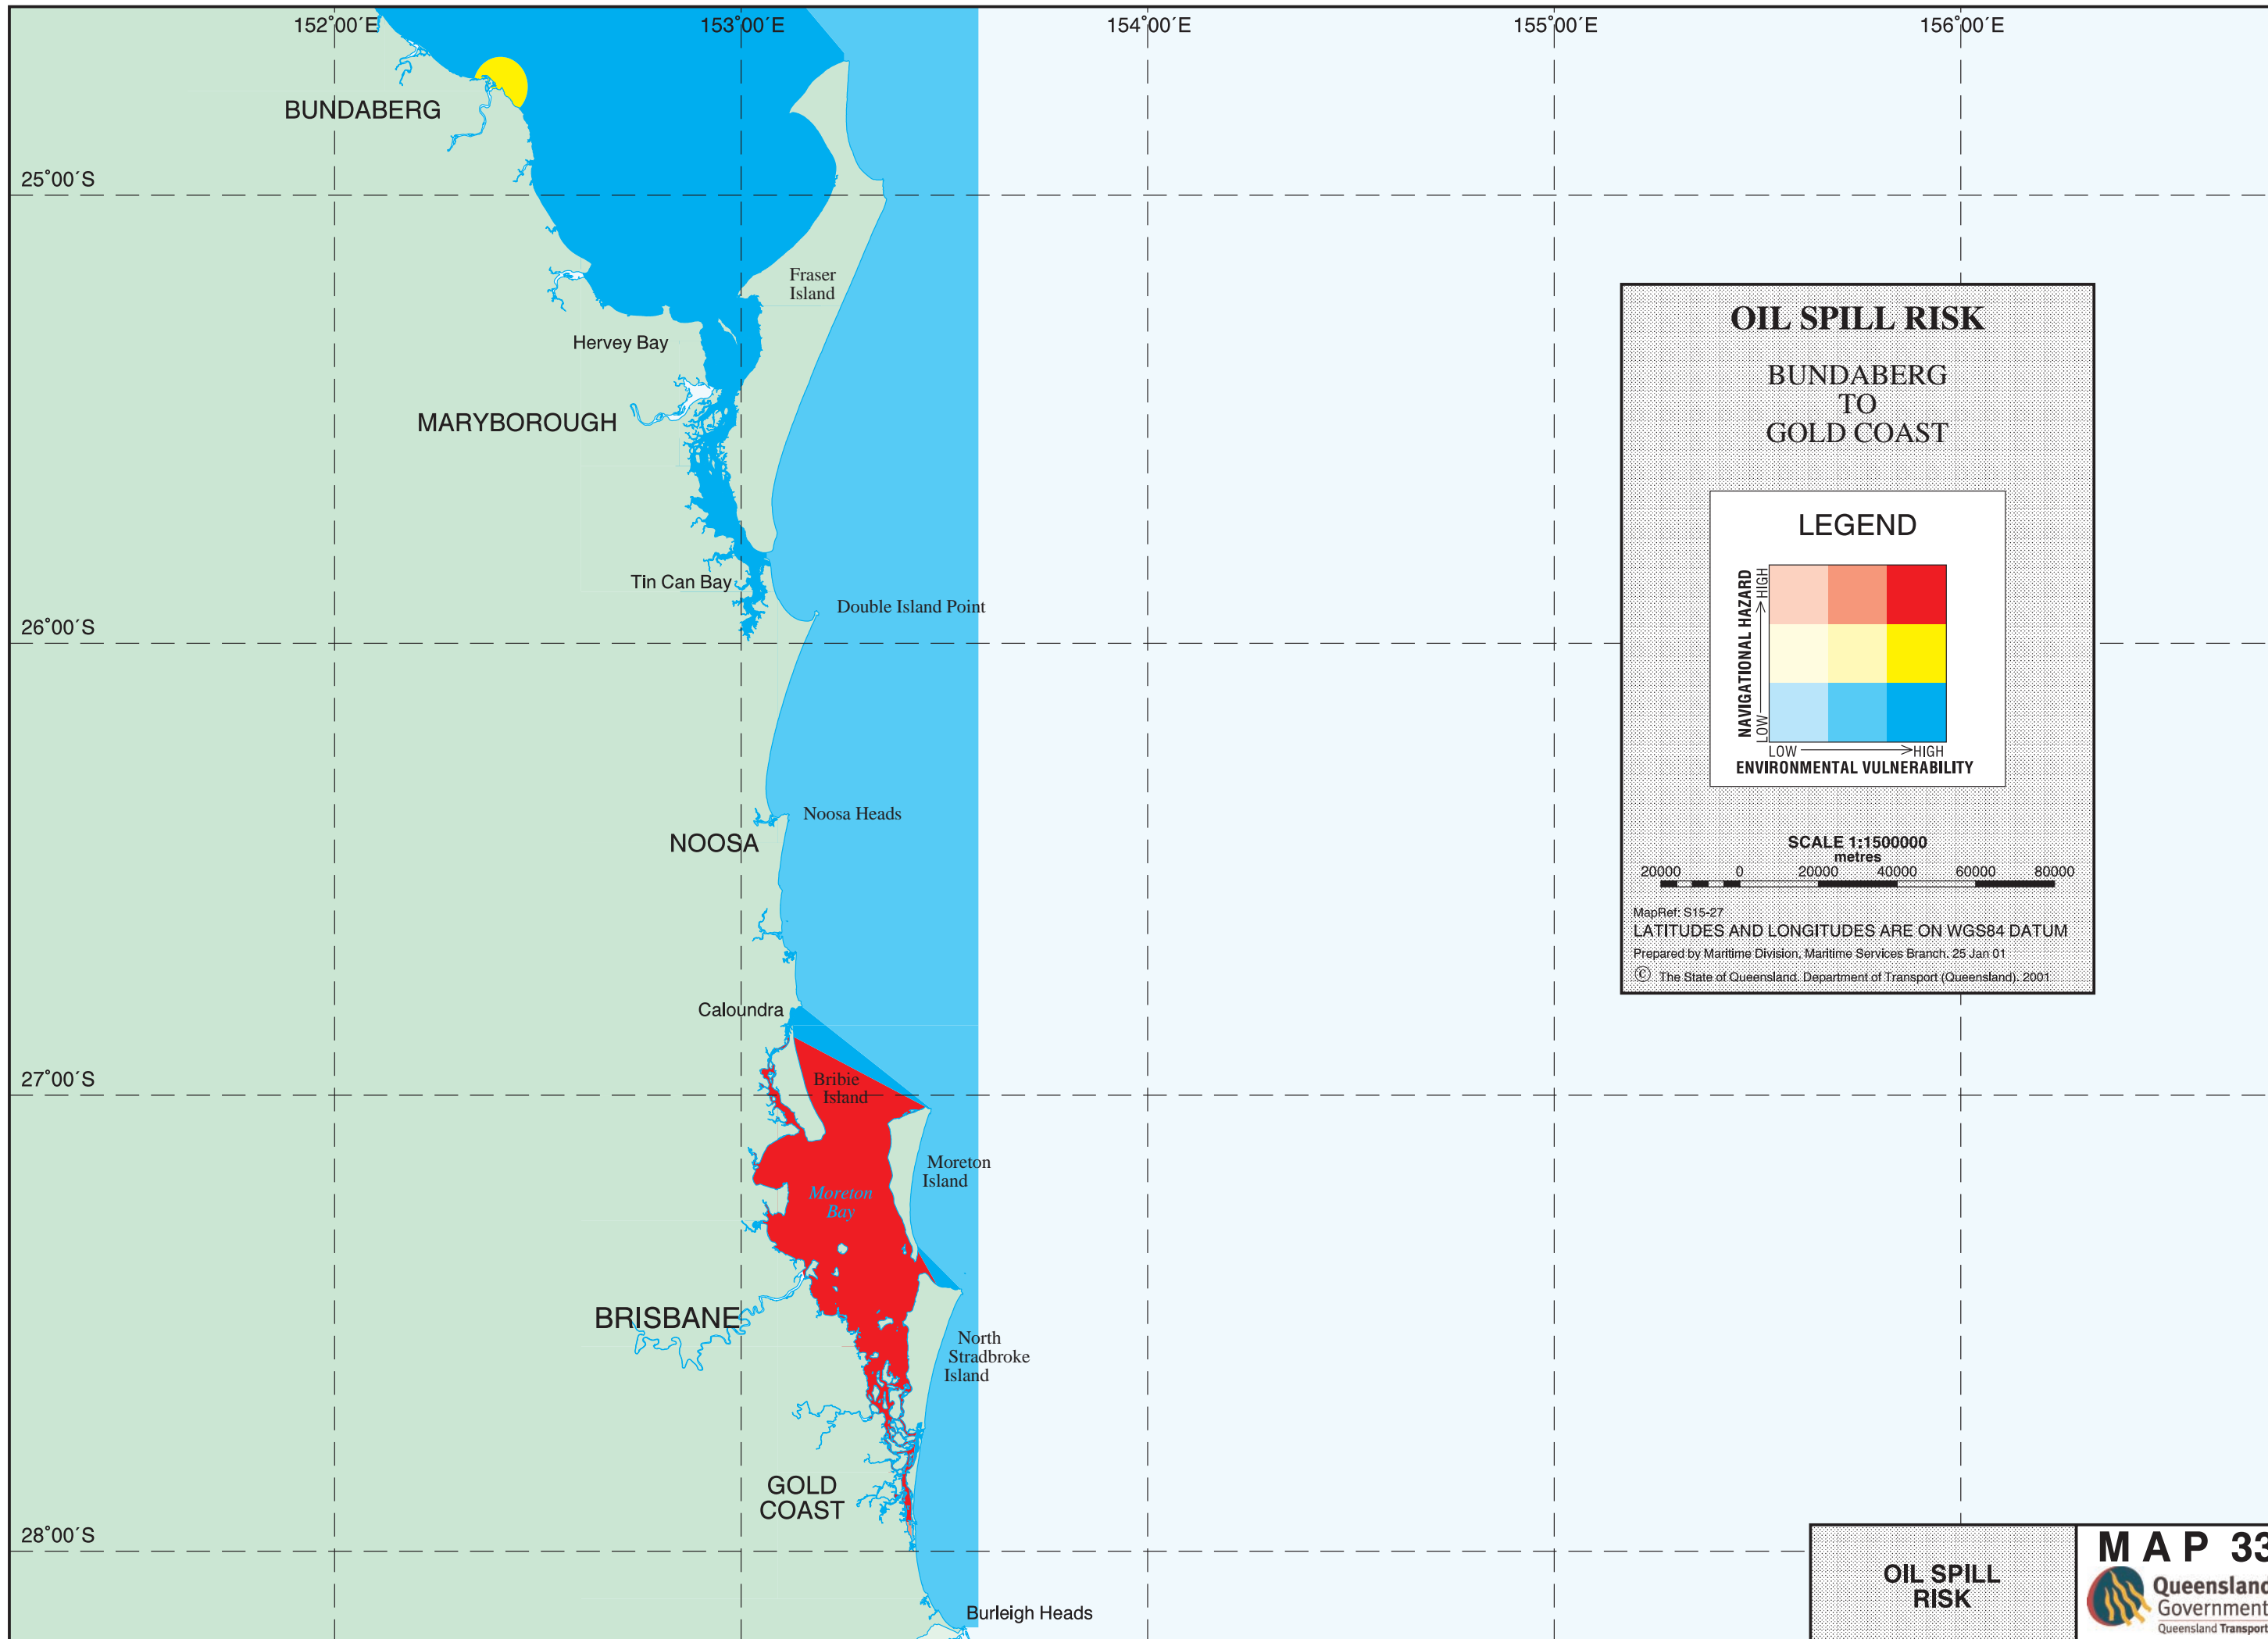 152°00´E
153°00´E
154°00´E
155°00´E
156°00´E
BUNDABERG
25°00´S
Fraser
Island
Hervey Bay
MARYBOROUGH
Tin Can Bay
Double Island Point
26°00´S
Noosa Heads
NOOSA
Caloundra
27°00´S
Bribie
Island
Moreton
Island
Moreton
Bay
BRISBANE
North
Stradbroke
Island
GOLD
COAST
28°00´S
Burleigh Heads
OIL SPILL RISK
BUNDABERG
TO
GOLD COAST
LEGEND
NAVIGATIONAL HAZARD
LOW
HIGH
LOW
HIGH
ENVIRONMENTAL VULNERABILITY
SCALE 1:1500000
metres
20000 0 20000 40000 60000 80000
MapRef: S15-27
LATITUDES AND LONGITUDES ARE ON WGS84 DATUM
Prepared by Maritime Division, Maritime Services Branch. 25 Jan 01
© The State of Queensland. Department of Transport (Queensland). 2001
OIL SPILL
RISK
MAP 33
Queensland
Government
Queensland Transport